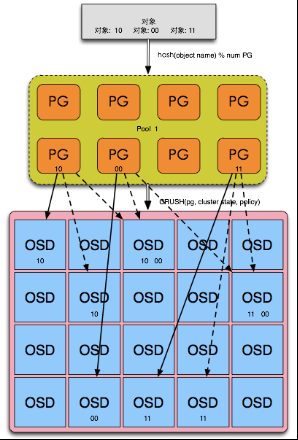 对象
对象: 10 对象: 00 对象: 11
hash(object name) % num PG
PG PG PG PG
Pool 1
PG PG PG PG
10 00 11
CRUSH(pg, cluster state, policy)
OSD OSD OSD OSD OSD
10 10 00
OSD OSD OSD OSD OSD
10 11 00
OSD OSD OSD OSD OSD
OSD OSD OSD OSD OSD
00 11 11